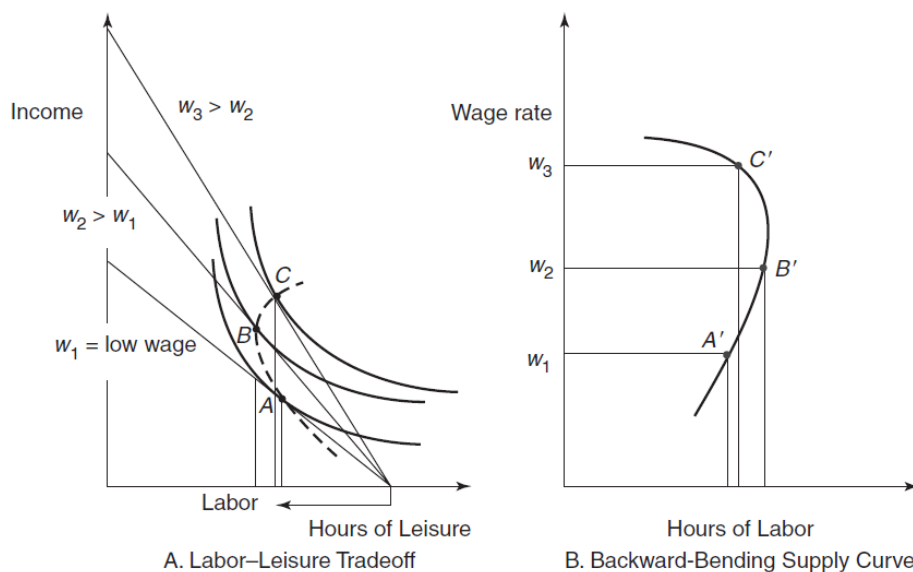 Income
w₃ > w₂
w₂ > w₁
w₁ = low wage
C
B
A
Labor
Hours of Leisure
A. Labor–Leisure Tradeoff
Wage rate
w₃
C′
w₂
B′
A′
w₁
Hours of Labor
B. Backward-Bending Supply Curve